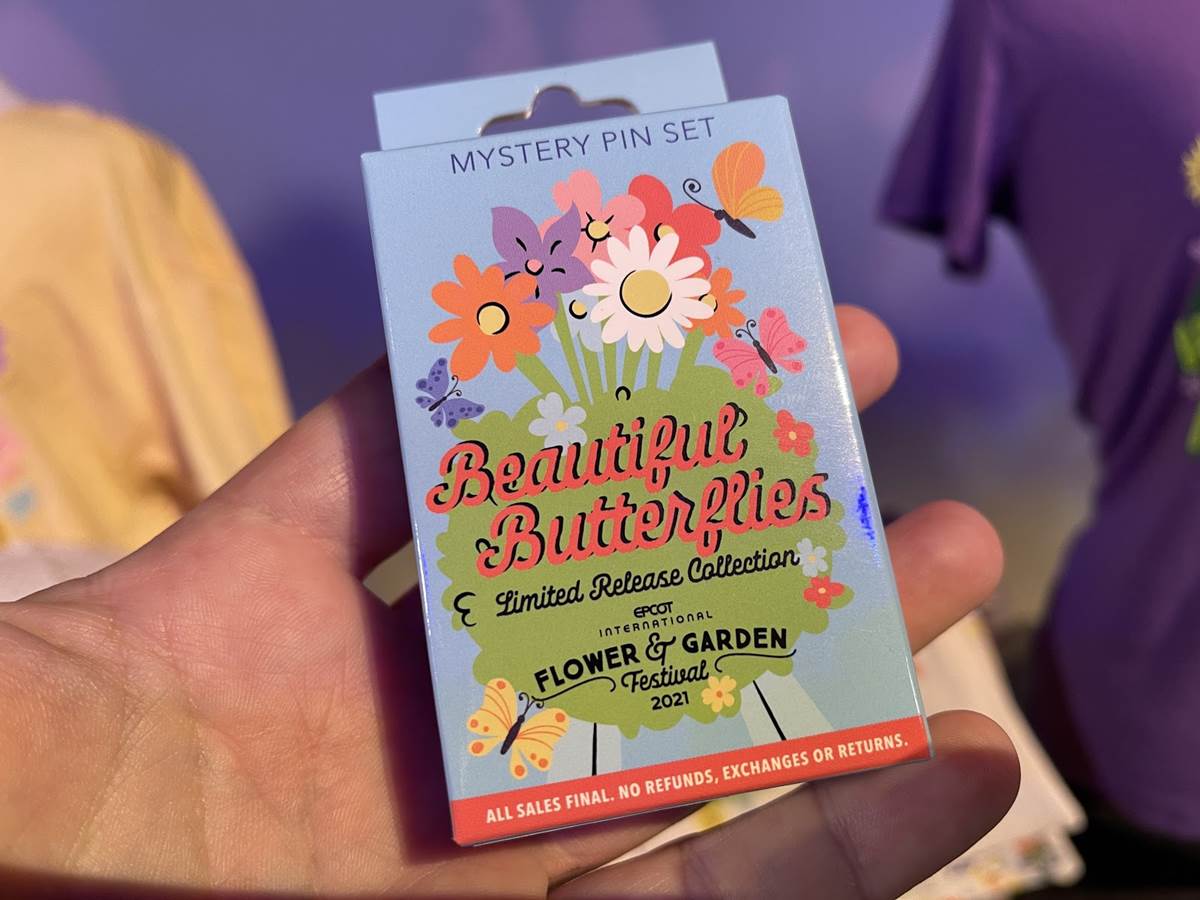 MYSTERY PIN SET
Beautiful
Butterflies
Limited Release Collection
EPCOT
INTERNATIONAL
FLOWER & GARDEN
Festival
2021
ALL SALES FINAL. NO REFUNDS, EXCHANGES OR RETURNS.